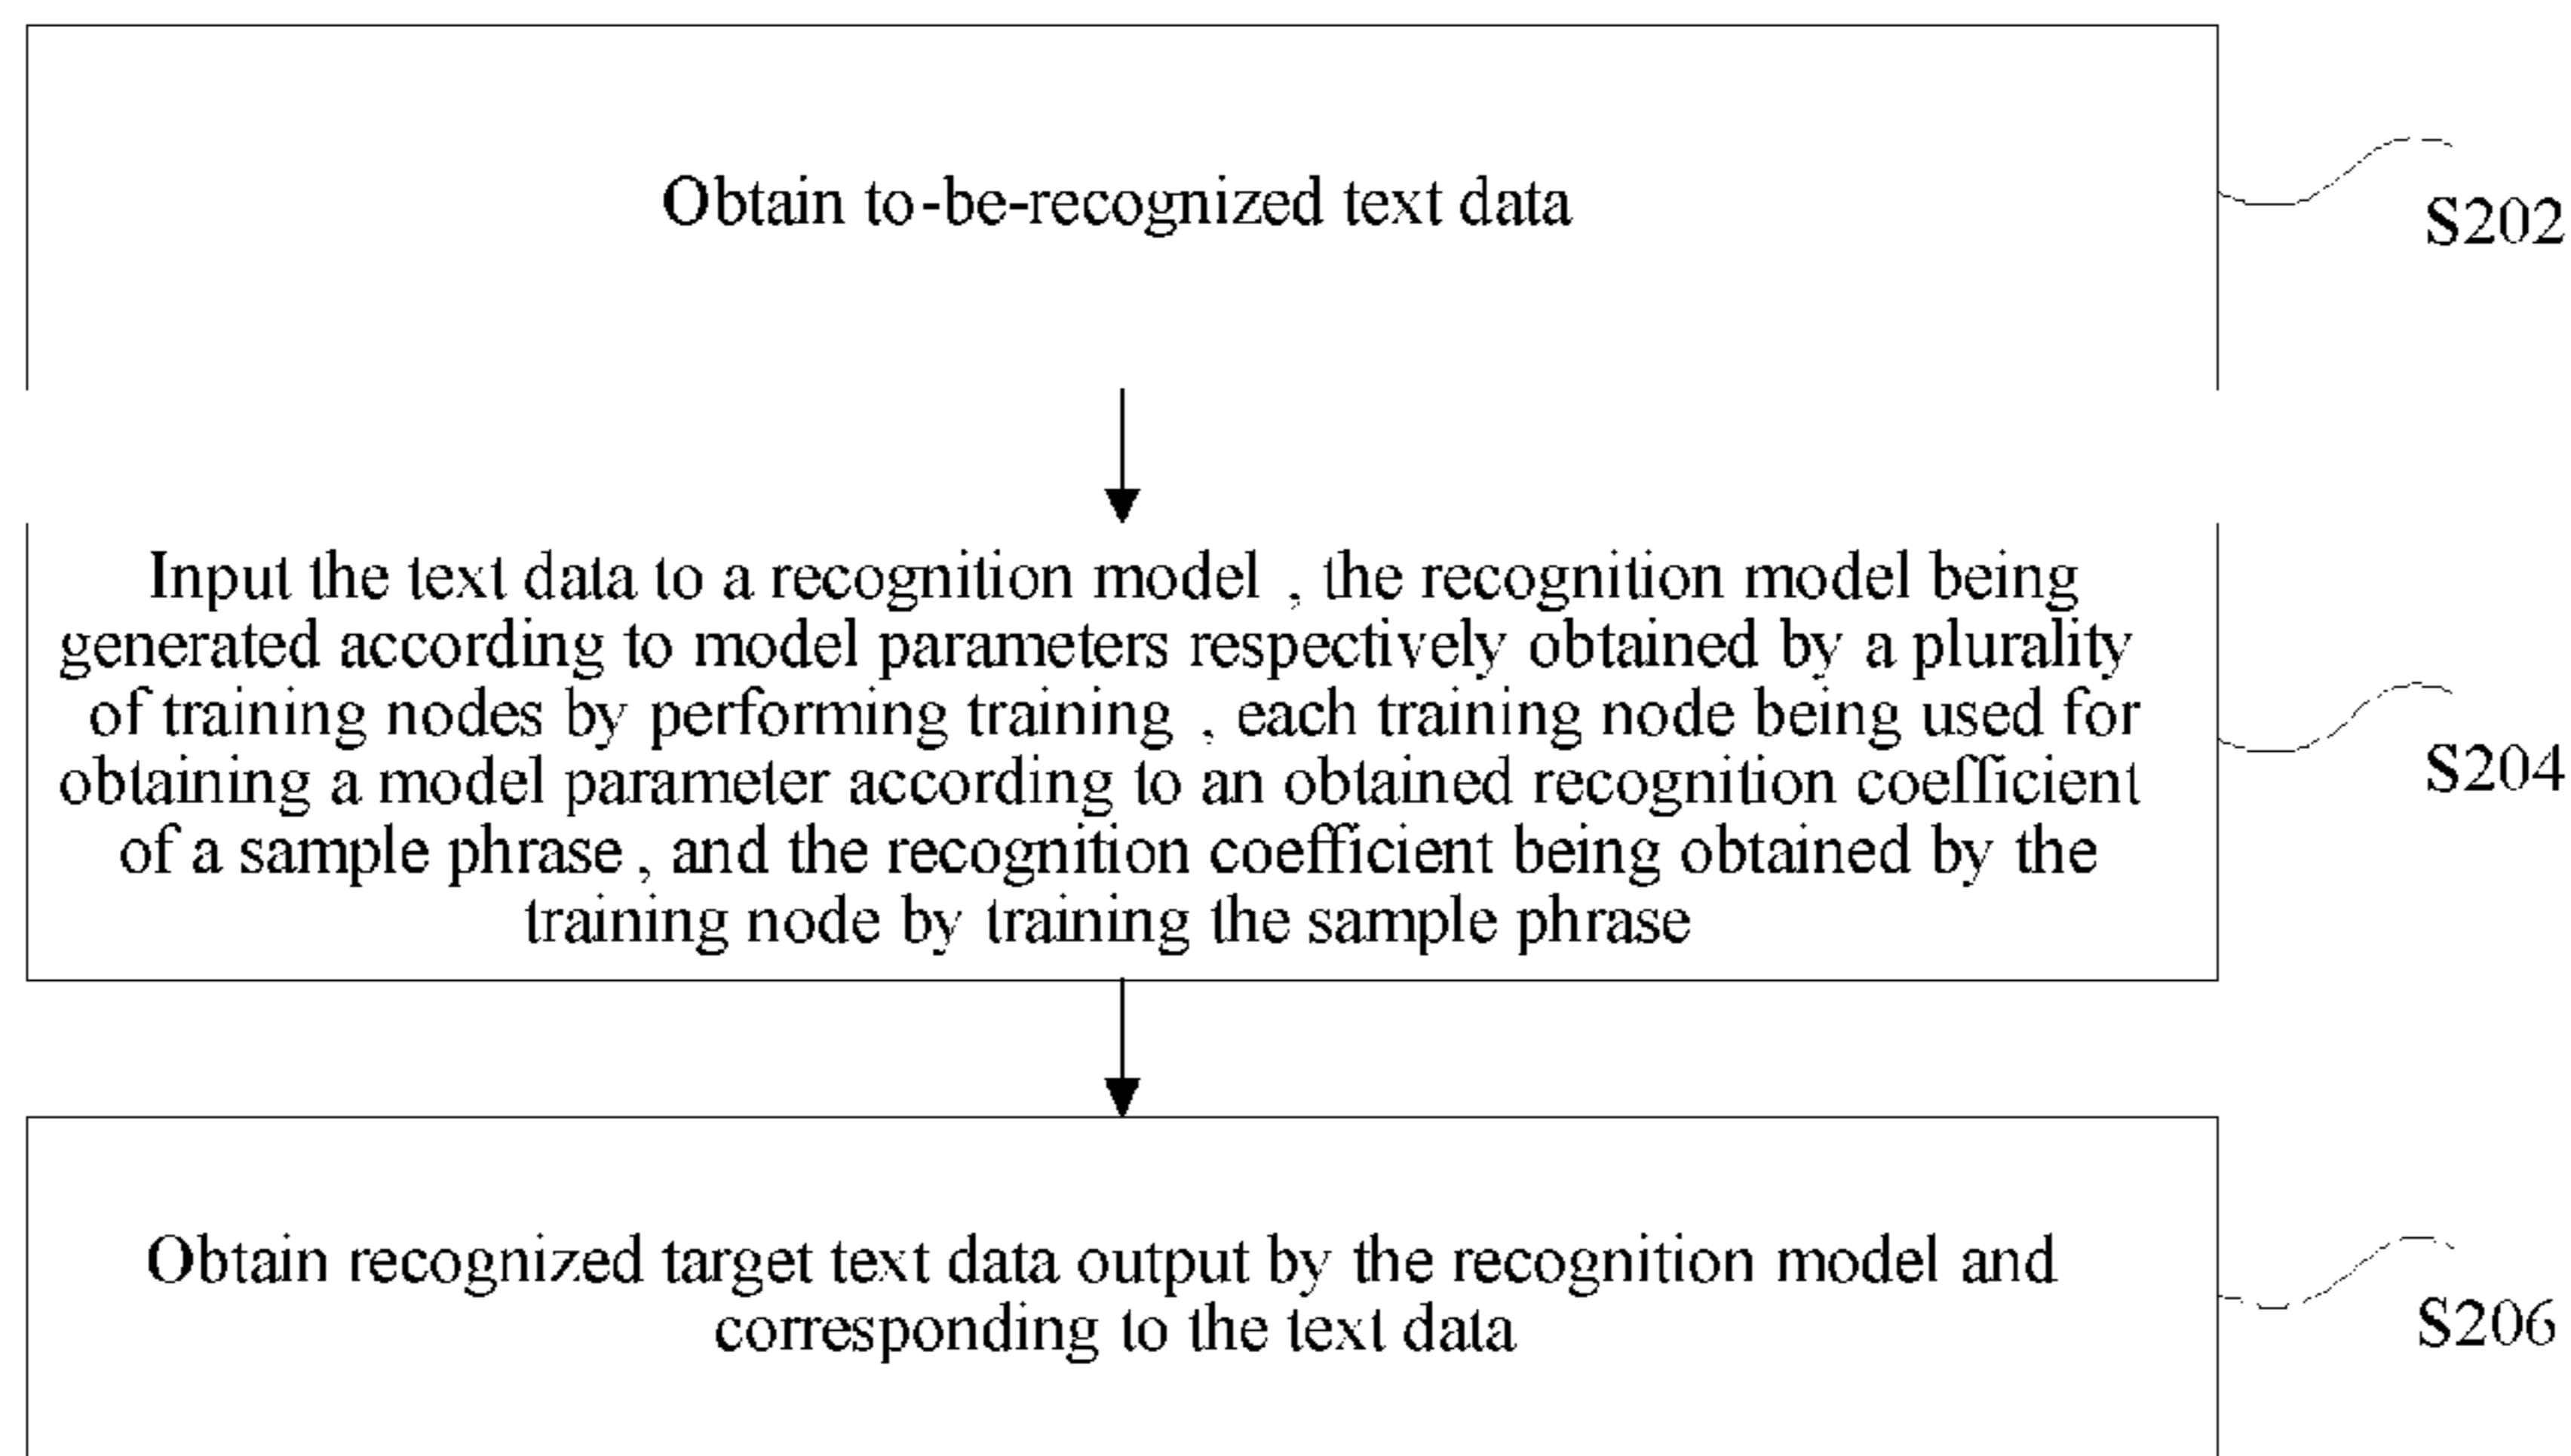 Obtain to-be-recognized text data
S202
Input the text data to a recognition model , the recognition model being
generated according to model parameters respectively obtained by a plurality
of training nodes by performing training , each training node being used for
obtaining a model parameter according to an obtained recognition coefficient
of a sample phrase , and the recognition coefficient being obtained by the
training node by training the sample phrase
S204
Obtain recognized target text data output by the recognition model and
corresponding to the text data
S206